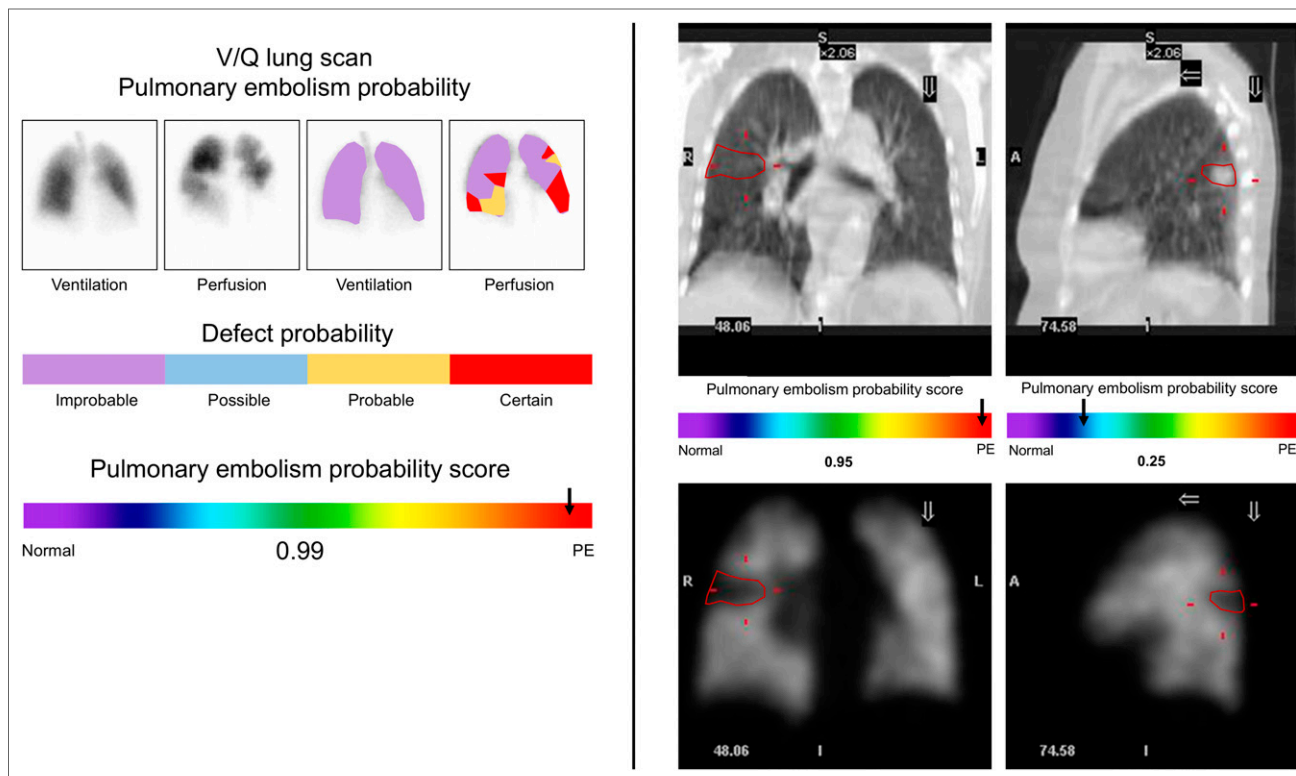 V/Q lung scan
Pulmonary embolism probability
Ventilation
Perfusion
Ventilation
Perfusion
Defect probability
Improbable
Possible
Probable
Certain
Pulmonary embolism probability score
Normal
0.99
PE
S
×2.06
R
L
48.06
I
S
×2.06
A
74.58
I
Pulmonary embolism probability score
Normal
PE
0.95
Pulmonary embolism probability score
Normal
PE
0.25
R
L
48.06
I
A
74.58
I